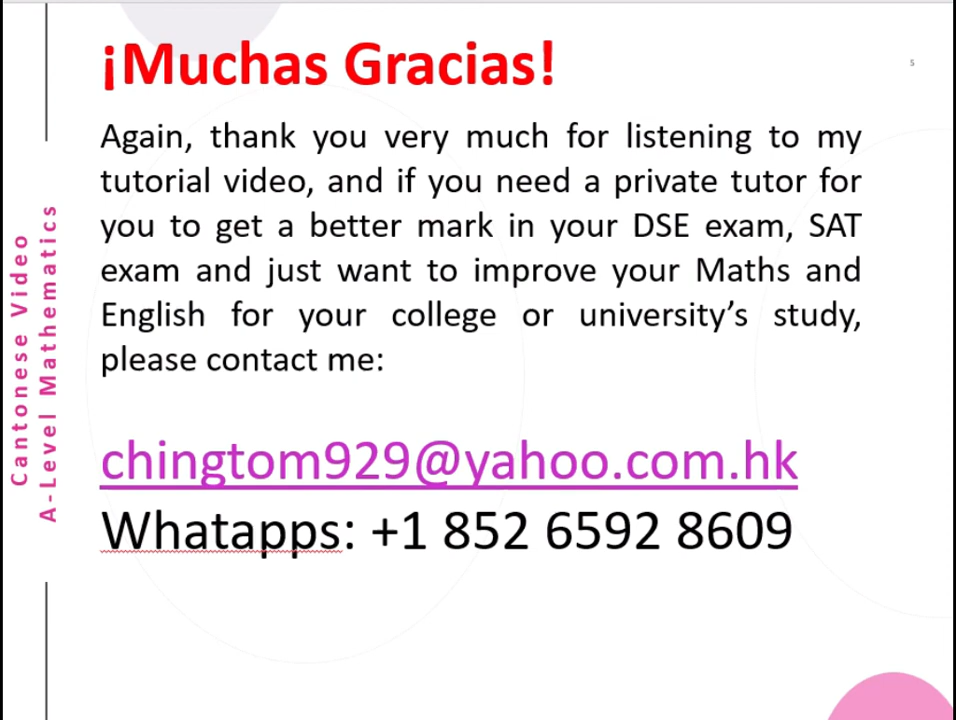 ¡Muchas Gracias!
5
Again, thank you very much for listening to my
tutorial video, and if you need a private tutor for
you to get a better mark in your DSE exam, SAT
exam and just want to improve your Maths and
English for your college or university’s study,
please contact me:
chingtom929@yahoo.com.hk
Whatapps: +1 852 6592 8609
Cantonese Video
A-Level Mathematics